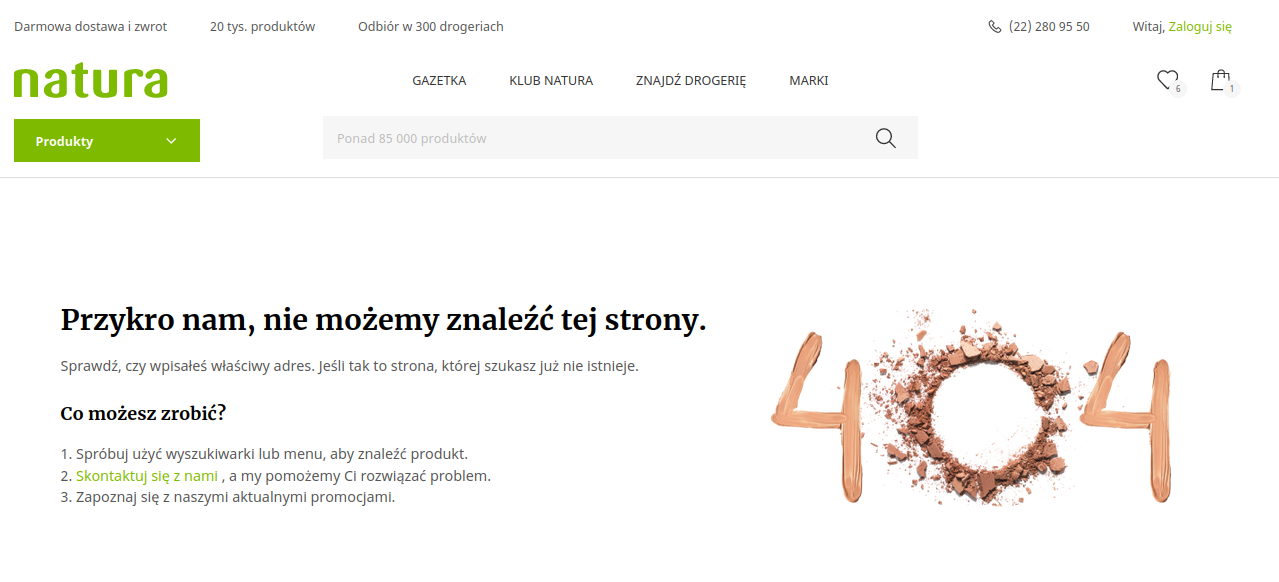 Darmowa dostawa i zwrot 20 tys. produktów Odbiór w 300 drogeriach (22) 280 95 50 Witaj, Zaloguj się
natura GAZETKA KLUB NATURA ZNAJDŹ DROGERIĘ MARKI 6 1
Produkty Ponad 85 000 produktów
Przykro nam, nie możemy znaleźć tej strony.
Sprawdź, czy wpisałeś właściwy adres. Jeśli tak to strona, której szukasz już nie istnieje.
Co możesz zrobić?
1. Spróbuj użyć wyszukiwarki lub menu, aby znaleźć produkt.
2. Skontaktuj się z nami , a my pomożemy Ci rozwiązać problem.
3. Zapoznaj się z naszymi aktualnymi promocjami.
404